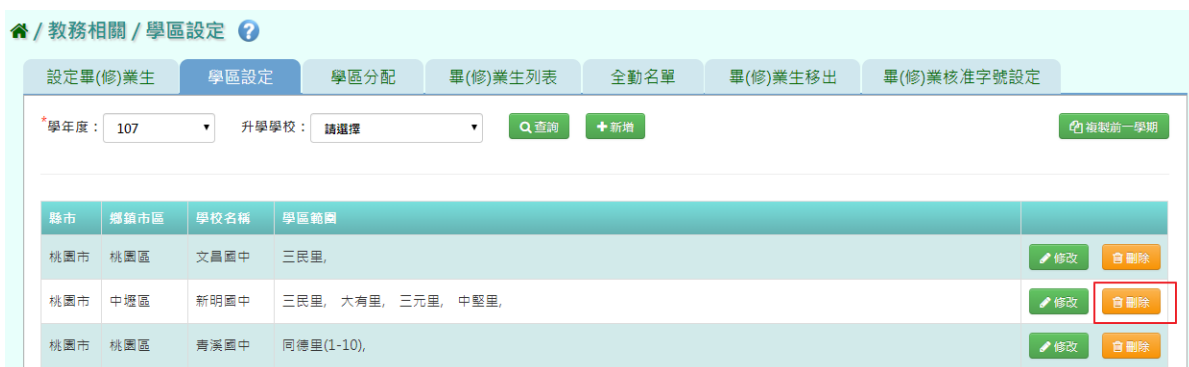 / 教務相關 / 學區設定 ?
設定畢(修)業生 學區設定 學區分配 畢(修)業生列表 全勤名單 畢(修)業生移出 畢(修)業核准字號設定
*學年度： 107 升學學校： 請選擇 查詢 新增 複製前一學期
縣市 鄉鎮市區 學校名稱 學區範圍
桃園市 桃園區 文昌國中 三民里, 修改 刪除
桃園市 中壢區 新明國中 三民里, 大有里, 三元里, 中堅里, 修改 刪除
桃園市 桃園區 青溪國中 同德里(1-10), 修改 刪除